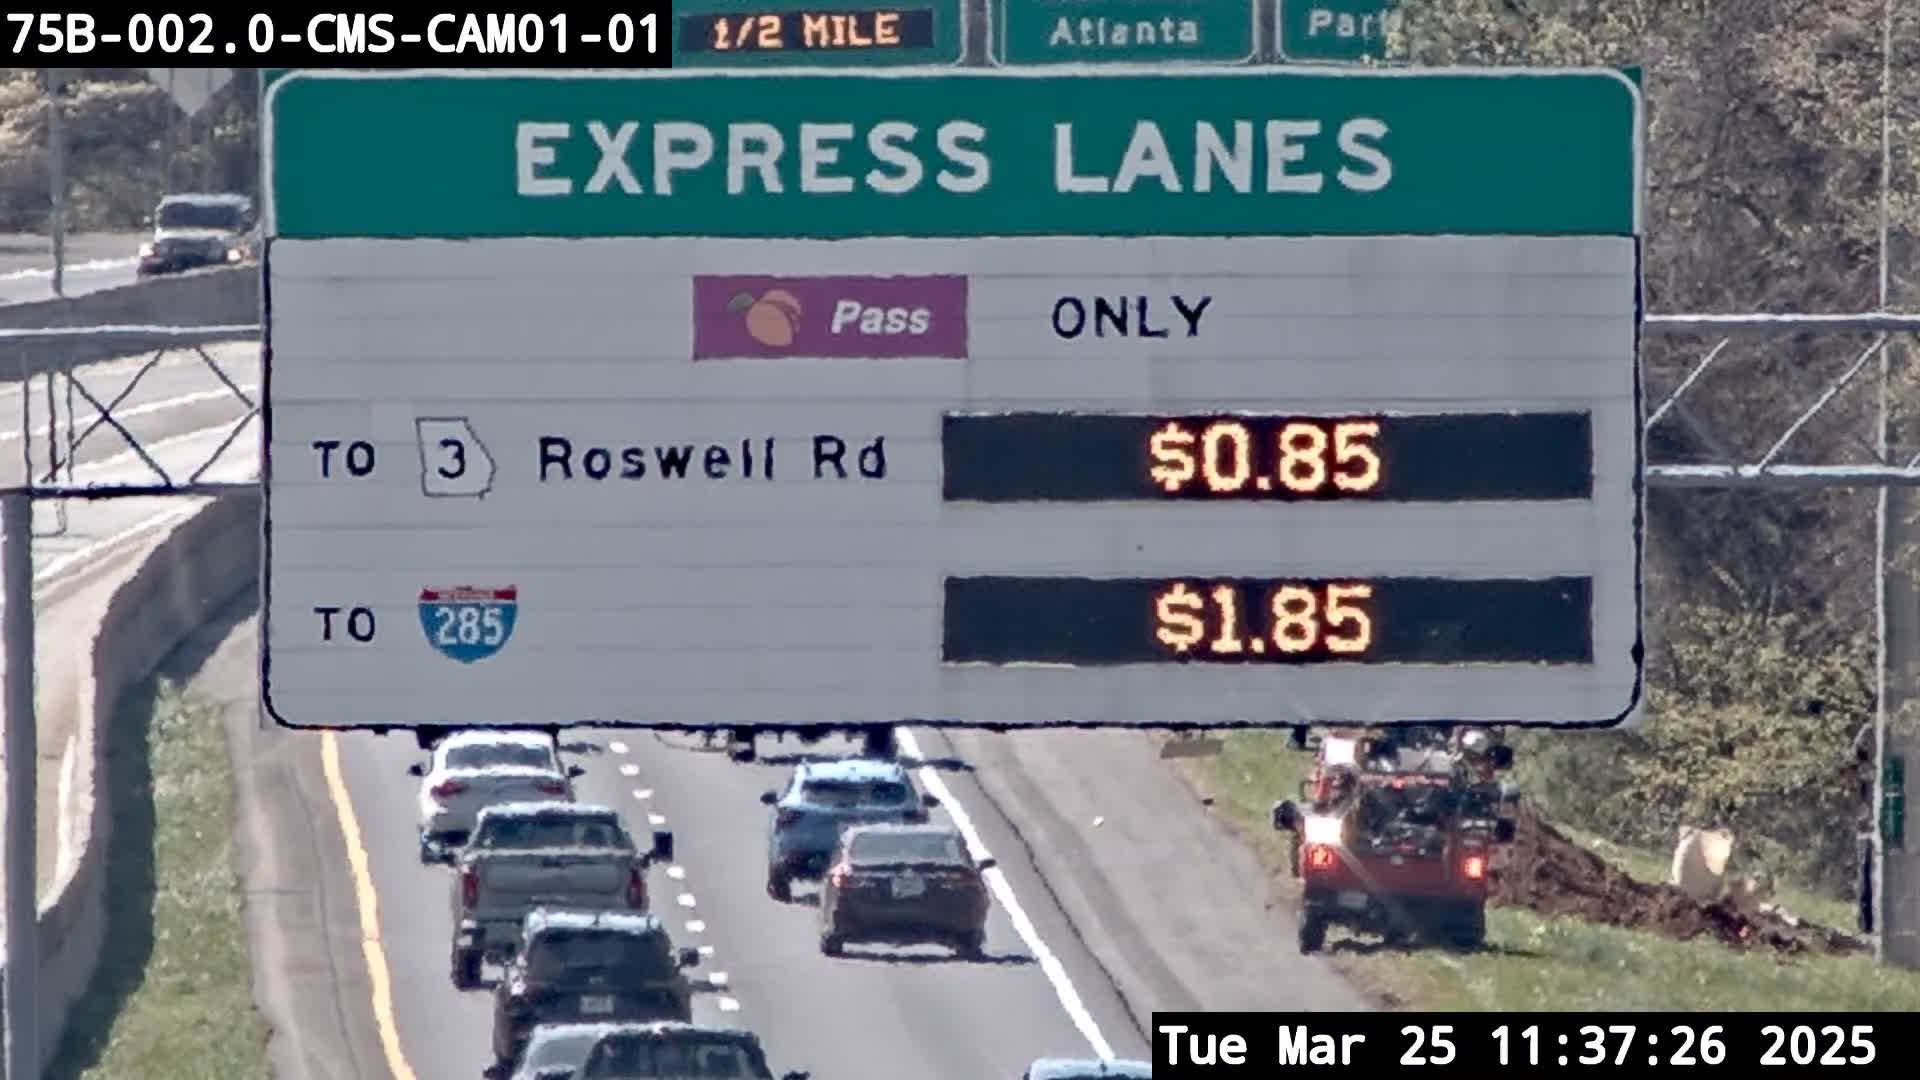 75B-002.0-CMS-CAM01-01
1/2 MILE
Atlanta
EXPRESS LANES
Pass ONLY
TO 3 Roswell Rd $0.85
TO 285 $1.85
Tue Mar 25 11:37:26 2025